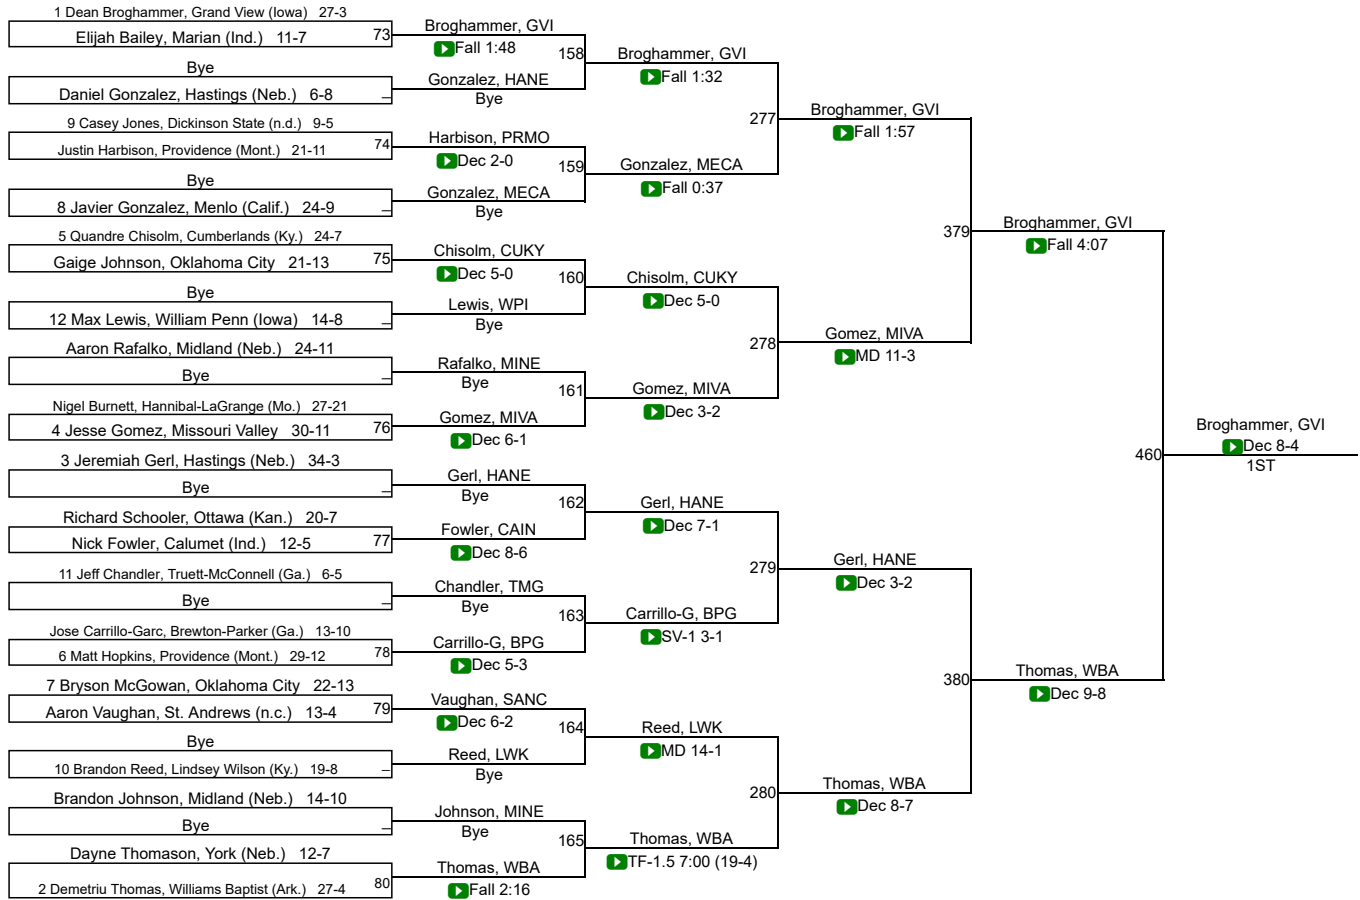 1 Dean Broghammer, Grand View (Iowa) 27-3
Elijah Bailey, Marian (Ind.) 11-7
73
Bye
Daniel Gonzalez, Hastings (Neb.) 6-8
_
9 Casey Jones, Dickinson State (n.d.) 9-5
Justin Harbison, Providence (Mont.) 21-11
74
Bye
8 Javier Gonzalez, Menlo (Calif.) 24-9
_
5 Quandre Chisolm, Cumberlands (Ky.) 24-7
Gaige Johnson, Oklahoma City 21-13
75
Bye
12 Max Lewis, William Penn (Iowa) 14-8
_
Aaron Rafalko, Midland (Neb.) 24-11
Bye
_
Nigel Burnett, Hannibal-LaGrange (Mo.) 27-21
4 Jesse Gomez, Missouri Valley 30-11
76
3 Jeremiah Gerl, Hastings (Neb.) 34-3
Bye
_
Richard Schooler, Ottawa (Kan.) 20-7
Nick Fowler, Calumet (Ind.) 12-5
77
11 Jeff Chandler, Truett-McConnell (Ga.) 6-5
Bye
_
Jose Carrillo-Garc, Brewton-Parker (Ga.) 13-10
6 Matt Hopkins, Providence (Mont.) 29-12
78
7 Bryson McGowan, Oklahoma City 22-13
Aaron Vaughan, St. Andrews (n.c.) 13-4
79
Bye
10 Brandon Reed, Lindsey Wilson (Ky.) 19-8
_
Brandon Johnson, Midland (Neb.) 14-10
Bye
_
Dayne Thomason, York (Neb.) 12-7
2 Demetriu Thomas, Williams Baptist (Ark.) 27-4
80
Broghammer, GVI
Fall 1:48
158
Gonzalez, HANE
Bye
Harbison, PRMO
Dec 2-0
159
Gonzalez, MECA
Bye
Chisolm, CUKY
Dec 5-0
160
Lewis, WPI
Bye
Rafalko, MINE
Bye
161
Gomez, MIVA
Dec 6-1
Gerl, HANE
Bye
162
Fowler, CAIN
Dec 8-6
Chandler, TMG
Bye
163
Carrillo-G, BPG
Dec 5-3
Vaughan, SANC
Dec 6-2
164
Reed, LWK
Bye
Johnson, MINE
Bye
165
Thomas, WBA
Fall 2:16
Broghammer, GVI
Fall 1:32
277
Gonzalez, MECA
Fall 0:37
Chisolm, CUKY
Dec 5-0
278
Gomez, MIVA
Dec 3-2
Gerl, HANE
Dec 7-1
279
Carrillo-G, BPG
SV-1 3-1
Reed, LWK
MD 14-1
280
Thomas, WBA
TF-1.5 7:00 (19-4)
Broghammer, GVI
Fall 1:57
379
Gomez, MIVA
MD 11-3
Gerl, HANE
Dec 3-2
380
Thomas, WBA
Dec 8-7
Broghammer, GVI
Fall 4:07
460
Thomas, WBA
Dec 9-8
Broghammer, GVI
Dec 8-4
1ST